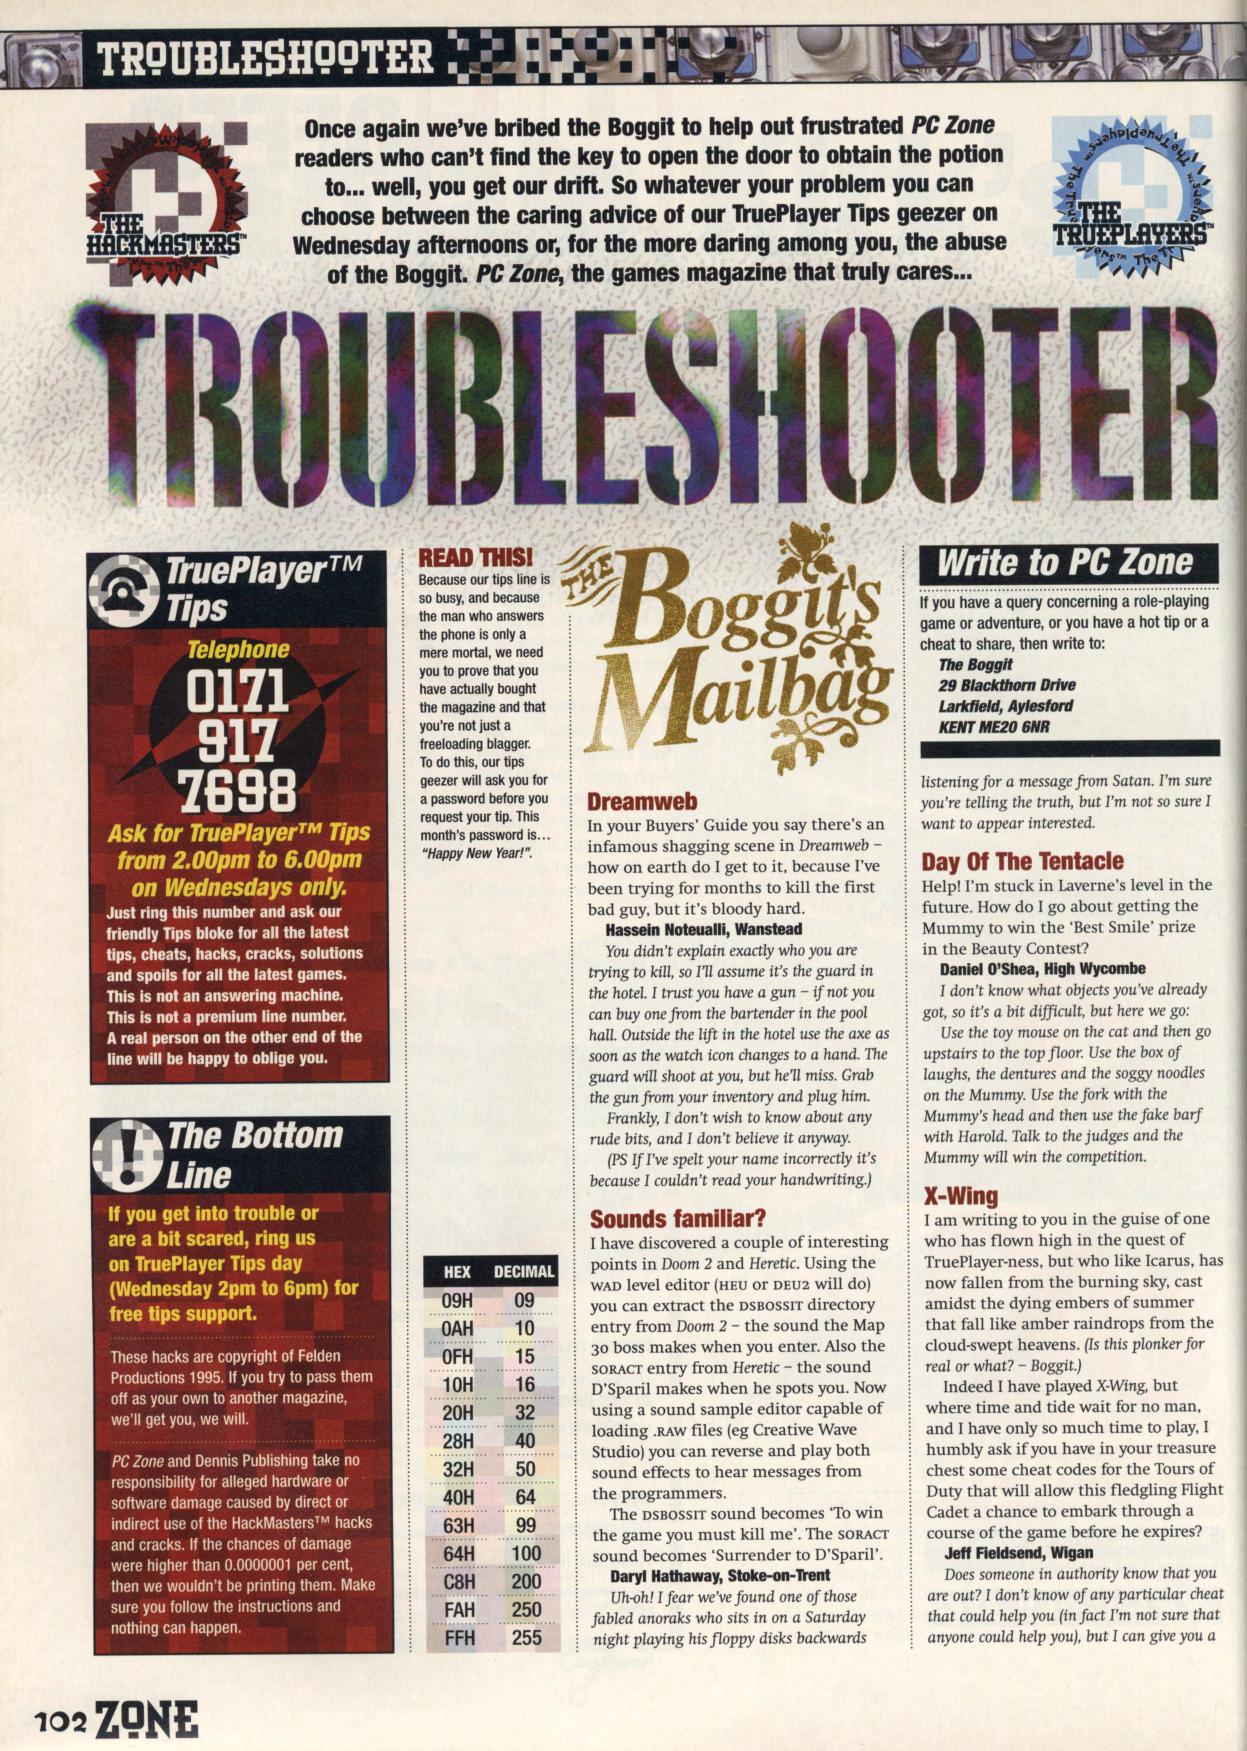 TROUBLESHOOTER
THE
HACKMASTERS™
Once again we've bribed the Boggit to help out frustrated PC Zone
readers who can't find the key to open the door to obtain the potion
to... well, you get our drift. So whatever your problem you can
choose between the caring advice of our TruePlayer Tips geezer on
Wednesday afternoons or, for the more daring among you, the abuse
of the Boggit. PC Zone, the games magazine that truly cares...
THE
TRUEPLAYERS™
TROUBLESHOOTER
TruePlayer™
Tips
Telephone
0171
917
7698
Ask for TruePlayer™ Tips
from 2.00pm to 6.00pm
on Wednesdays only.
Just ring this number and ask our
friendly Tips bloke for all the latest
tips, cheats, hacks, cracks, solutions
and spoils for all the latest games.
This is not an answering machine.
This is not a premium line number.
A real person on the other end of the
line will be happy to oblige you.
The Bottom
Line
If you get into trouble or
are a bit scared, ring us
on TruePlayer Tips day
(Wednesday 2pm to 6pm) for
free tips support.
These hacks are copyright of Felden
Productions 1995. If you try to pass them
off as your own to another magazine,
we'll get you, we will.
PC Zone and Dennis Publishing take no
responsibility for alleged hardware or
software damage caused by direct or
indirect use of the HackMasters™ hacks
and cracks. If the chances of damage
were higher than 0.0000001 per cent,
then we wouldn't be printing them. Make
sure you follow the instructions and
nothing can happen.
READ THIS!
Because our tips line is
so busy, and because
the man who answers
the phone is only a
mere mortal, we need
you to prove that you
have actually bought
the magazine and that
you're not just a
freeloading blagger.
To do this, our tips
geezer will ask you for
a password before you
request your tip. This
month's password is...
"Happy New Year!".
HEX DECIMAL
09H 09
0AH 10
0FH 15
10H 16
20H 32
28H 40
32H 50
40H 64
63H 99
64H 100
C8H 200
FAH 250
FFH 255
THE
Boggit's
Mailbag
Dreamweb
In your Buyers' Guide you say there's an
infamous shagging scene in Dreamweb –
how on earth do I get to it, because I've
been trying for months to kill the first
bad guy, but it's bloody hard.
Hassein Noteualli, Wanstead
You didn't explain exactly who you are
trying to kill, so I'll assume it's the guard in
the hotel. I trust you have a gun – if not you
can buy one from the bartender in the pool
hall. Outside the lift in the hotel use the axe as
soon as the watch icon changes to a hand. The
guard will shoot at you, but he'll miss. Grab
the gun from your inventory and plug him.
Frankly, I don't wish to know about any
rude bits, and I don't believe it anyway.
(PS If I've spelt your name incorrectly it's
because I couldn't read your handwriting.)
Sounds familiar?
I have discovered a couple of interesting
points in Doom 2 and Heretic. Using the
WAD level editor (HEU or DEU2 will do)
you can extract the DSBOSSIT directory
entry from Doom 2 – the sound the Map
30 boss makes when you enter. Also the
SORACT entry from Heretic – the sound
D'Sparil makes when he spots you. Now
using a sound sample editor capable of
loading .RAW files (eg Creative Wave
Studio) you can reverse and play both
sound effects to hear messages from
the programmers.
The DSBOSSIT sound becomes 'To win
the game you must kill me'. The SORACT
sound becomes 'Surrender to D'Sparil'.
Daryl Hathaway, Stoke-on-Trent
Uh-oh! I fear we've found one of those
fabled anoraks who sits in on a Saturday
night playing his floppy disks backwards
Write to PC Zone
If you have a query concerning a role-playing
game or adventure, or you have a hot tip or a
cheat to share, then write to:
The Boggit
29 Blackthorn Drive
Larkfield, Aylesford
KENT ME20 6NR
listening for a message from Satan. I'm sure
you're telling the truth, but I'm not so sure I
want to appear interested.
Day Of The Tentacle
Help! I'm stuck in Laverne's level in the
future. How do I go about getting the
Mummy to win the 'Best Smile' prize
in the Beauty Contest?
Daniel O'Shea, High Wycombe
I don't know what objects you've already
got, so it's a bit difficult, but here we go:
Use the toy mouse on the cat and then go
upstairs to the top floor. Use the box of
laughs, the dentures and the soggy noodles
on the Mummy. Use the fork with the
Mummy's head and then use the fake barf
with Harold. Talk to the judges and the
Mummy will win the competition.
X-Wing
I am writing to you in the guise of one
who has flown high in the quest of
TruePlayer-ness, but who like Icarus, has
now fallen from the burning sky, cast
amidst the dying embers of summer
that fall like amber raindrops from the
cloud-swept heavens. (Is this plonker for
real or what? – Boggit.)
Indeed I have played X-Wing, but
where time and tide wait for no man,
and I have only so much time to play, I
humbly ask if you have in your treasure
chest some cheat codes for the Tours of
Duty that will allow this fledgling Flight
Cadet a chance to embark through a
course of the game before he expires?
Jeff Fieldsend, Wigan
Does someone in authority know that you
are out? I don't know of any particular cheat
that could help you (in fact I'm not sure that
anyone could help you), but I can give you a
102 ZONE